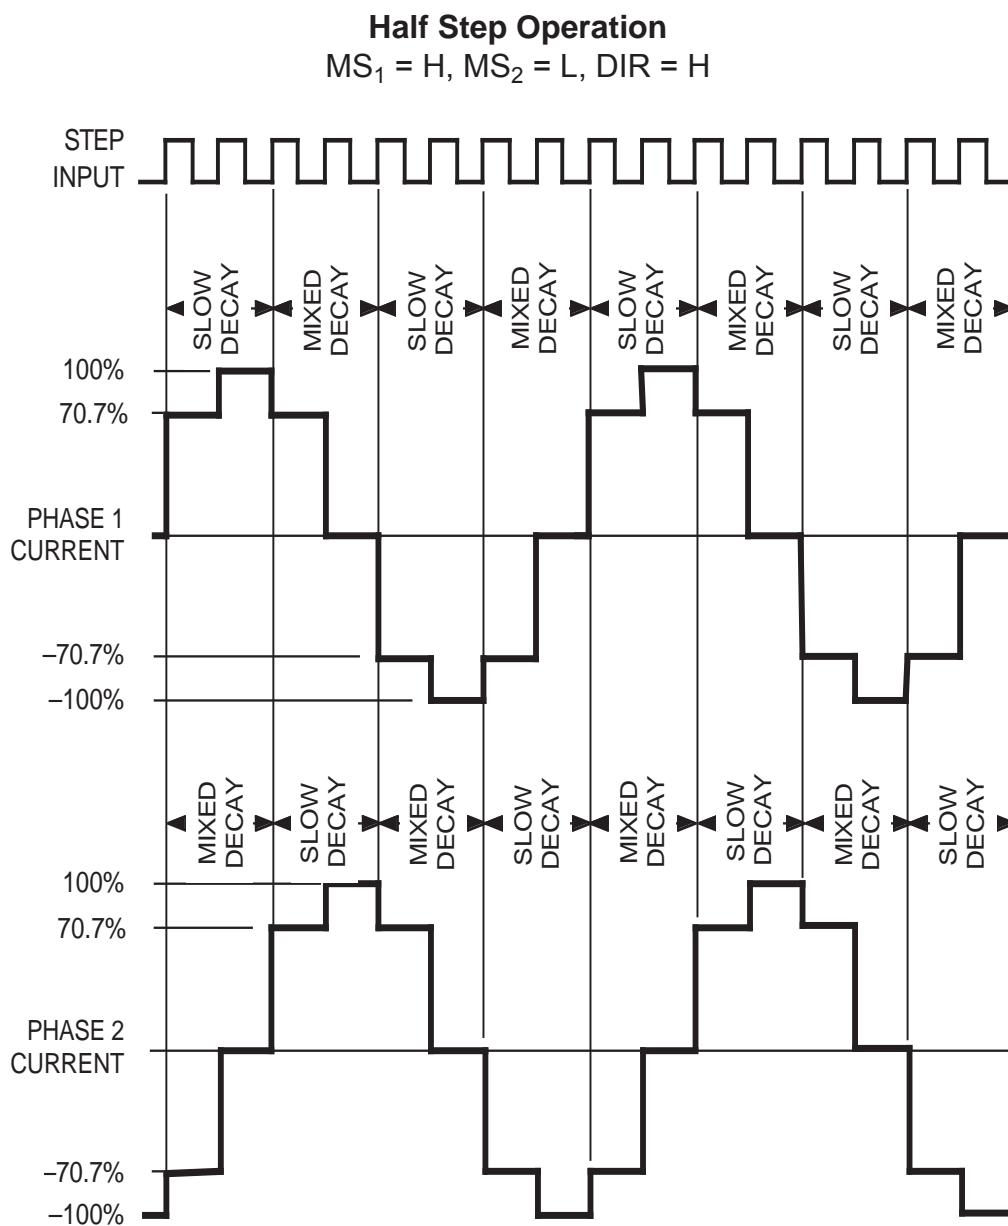 Half Step Operation
MS₁ = H, MS₂ = L, DIR = H
STEP
INPUT
SLOW
DECAY
MIXED
DECAY
SLOW
DECAY
MIXED
DECAY
SLOW
DECAY
MIXED
DECAY
SLOW
DECAY
MIXED
DECAY
100%
70.7%
PHASE 1
CURRENT
–70.7%
–100%
MIXED
DECAY
SLOW
DECAY
MIXED
DECAY
SLOW
DECAY
MIXED
DECAY
SLOW
DECAY
MIXED
DECAY
SLOW
DECAY
100%
70.7%
PHASE 2
CURRENT
–70.7%
–100%